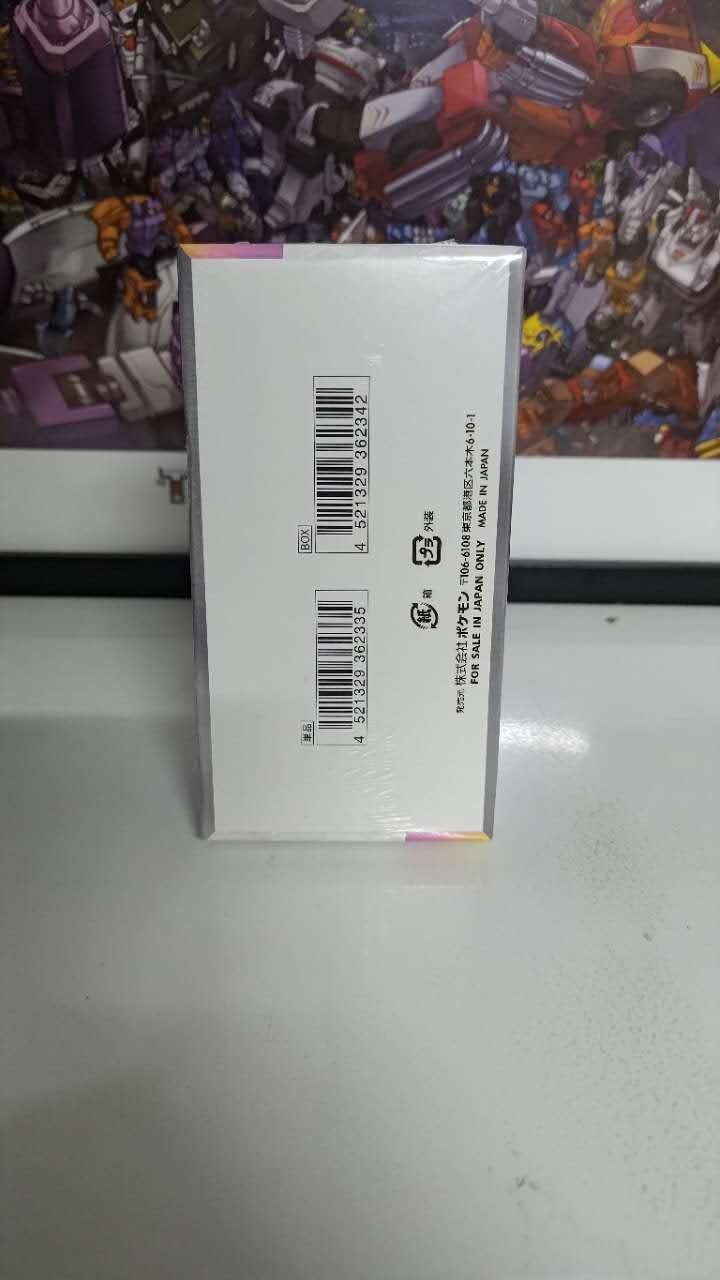 単品
4 521329 362335
BOX
4 521329 362342
紙 箱
プラ 外装
発売元 株式会社 ポケモン 〒106-6108 東京都港区六本木6-10-1
FOR SALE IN JAPAN ONLY MADE IN JAPAN